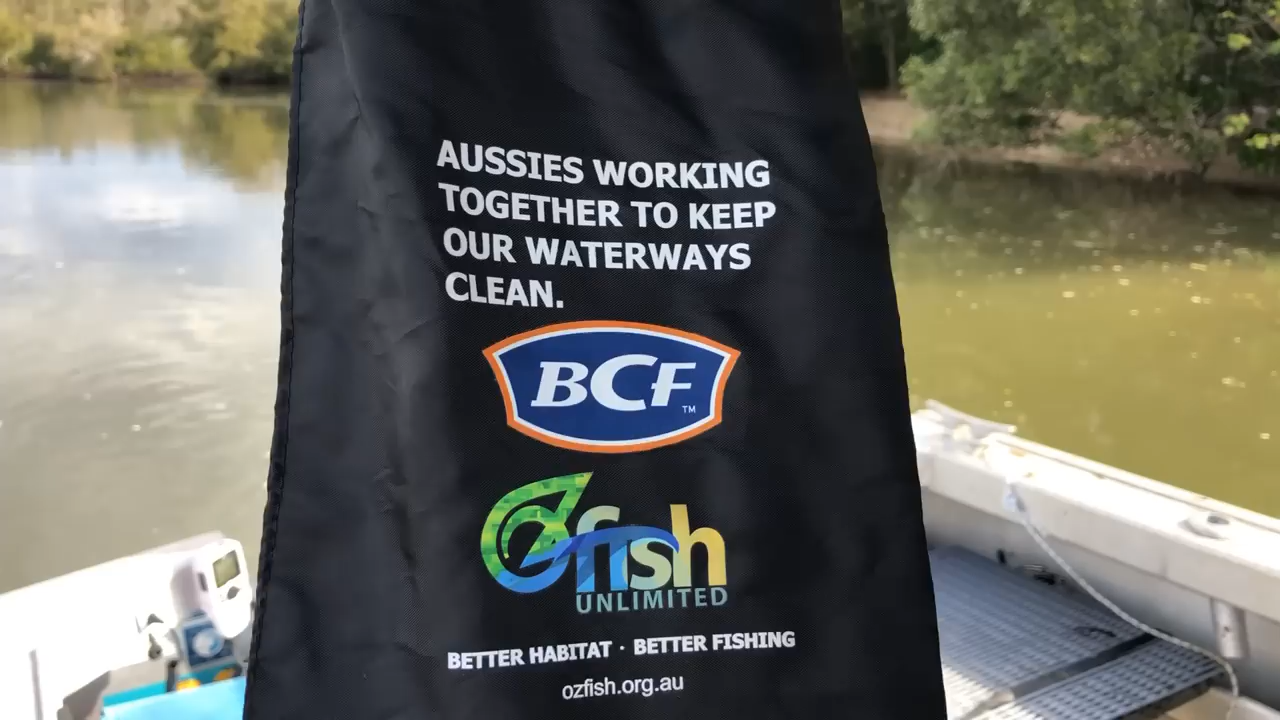 AUSSIES WORKING
TOGETHER TO KEEP
OUR WATERWAYS
CLEAN.
BCF TM
Ozfish
UNLIMITED
BETTER HABITAT · BETTER FISHING
ozfish.org.au